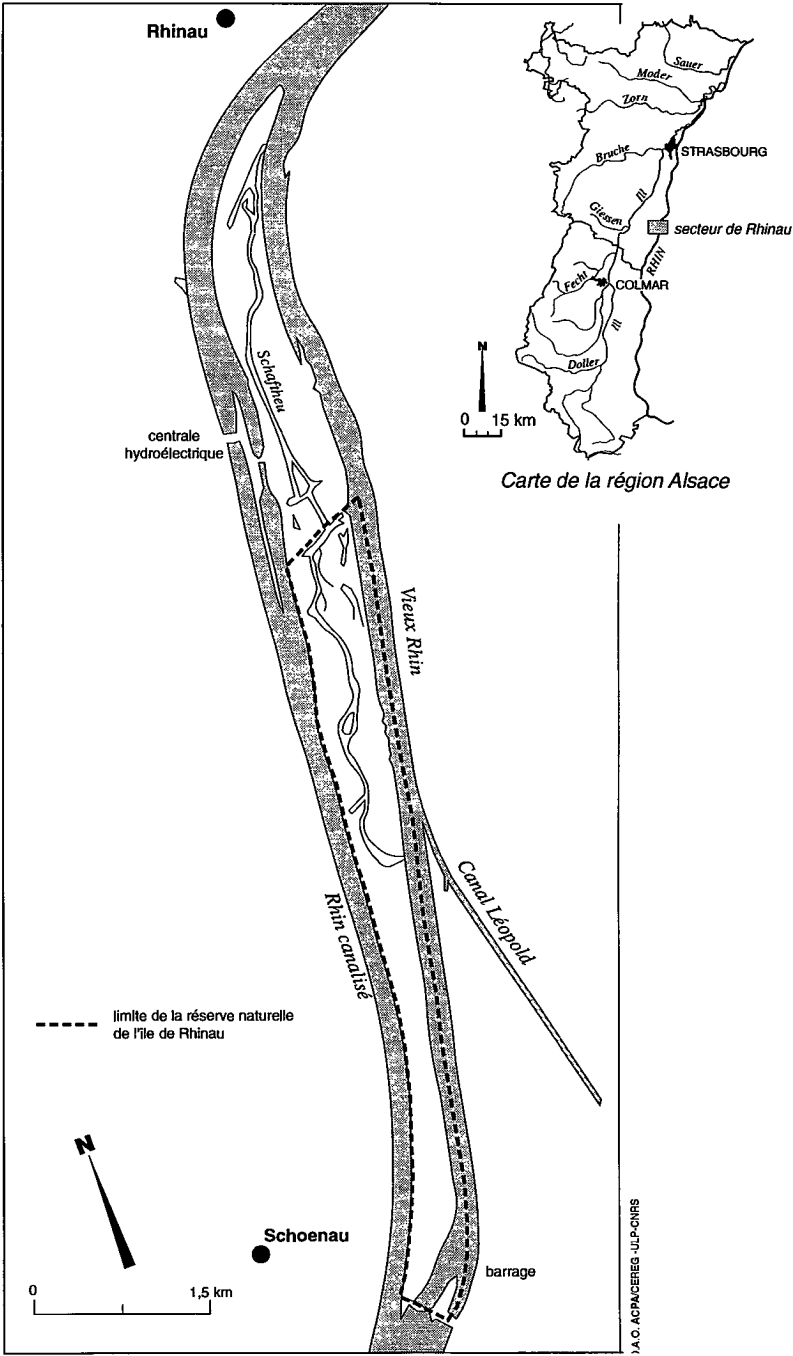 Rhinau
Sauer
Moder
Zorn
Bruche
STRASBOURG
Ill
Giessen
secteur de Rhinau
RHIN
Fecht
COLMAR
Ill
Doller
N
0 15 km
Carte de la région Alsace
Schaftheu
centrale
hydroélectrique
Vieux Rhin
Canal Léopold
Rhin canalisé
limite de la réserve naturelle
de l'île de Rhinau
N
Schoenau
barrage
0 1,5 km
D.A.O. ACPA/CEREG -ULP-CNRS